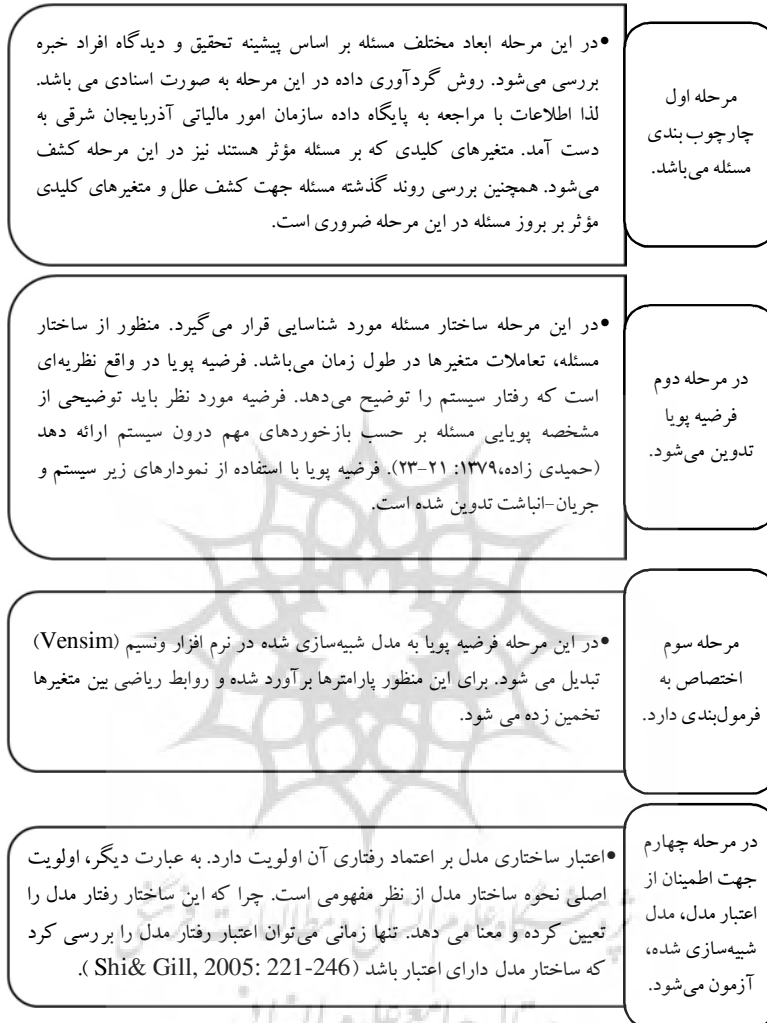 مرحله اول
چارچوب‌بندی
مسئله می‌باشد.
•در این مرحله ابعاد مختلف مسئله بر اساس پیشینه تحقیق و دیدگاه افراد خبره
بررسی می‌شود. روش گردآوری داده در این مرحله به صورت اسنادی می باشد.
لذا اطلاعات با مراجعه به پایگاه داده سازمان امور مالیاتی آذربایجان شرقی به
دست آمد. متغیرهای کلیدی که بر مسئله مؤثر هستند نیز در این مرحله کشف
می‌شود. همچنین بررسی روند گذشته مسئله جهت کشف علل و متغیرهای کلیدی
مؤثر بر بروز مسئله در این مرحله ضروری است.
در مرحله دوم
فرضیه پویا
تدوین می‌شود.
•در این مرحله ساختار مسئله مورد شناسایی قرار می‌گیرد. منظور از ساختار
مسئله، تعاملات متغیرها در طول زمان می‌باشد. فرضیه پویا در واقع نظریه‌ای
است که رفتار سیستم را توضیح می‌دهد. فرضیه مورد نظر باید توضیحی از
مشخصه پویایی مسئله بر حسب بازخوردهای مهم درون سیستم ارائه دهد
(حمیدی زاده،۱۳۷۹: ۲۱-۲۳). فرضیه پویا با استفاده از نمودارهای زیر سیستم و
جریان-انباشت تدوین شده است.
مرحله سوم
اختصاص به
فرمول‌بندی دارد.
•در این مرحله فرضیه پویا به مدل شبیه‌سازی شده در نرم افزار ونسیم (Vensim)
تبدیل می شود. برای این منظور پارامترها برآورد شده و روابط ریاضی بین متغیرها
تخمین زده می شود.
در مرحله چهارم
جهت اطمینان از
اعتبار مدل، مدل
شبیه‌سازی شده،
آزمون می‌شود.
•اعتبار ساختاری مدل بر اعتماد رفتاری آن اولویت دارد. به عبارت دیگر، اولویت
اصلی نحوه ساختار مدل از نظر مفهومی است. چرا که این ساختار رفتار مدل را
تعیین کرده و معنا می دهد. تنها زمانی می‌توان اعتبار رفتار مدل را بررسی کرد
که ساختار مدل دارای اعتبار باشد (Shi& Gill, 2005: 221-246 ).
پژوهشگاه علوم انسانی و مطالعات فرهنگی